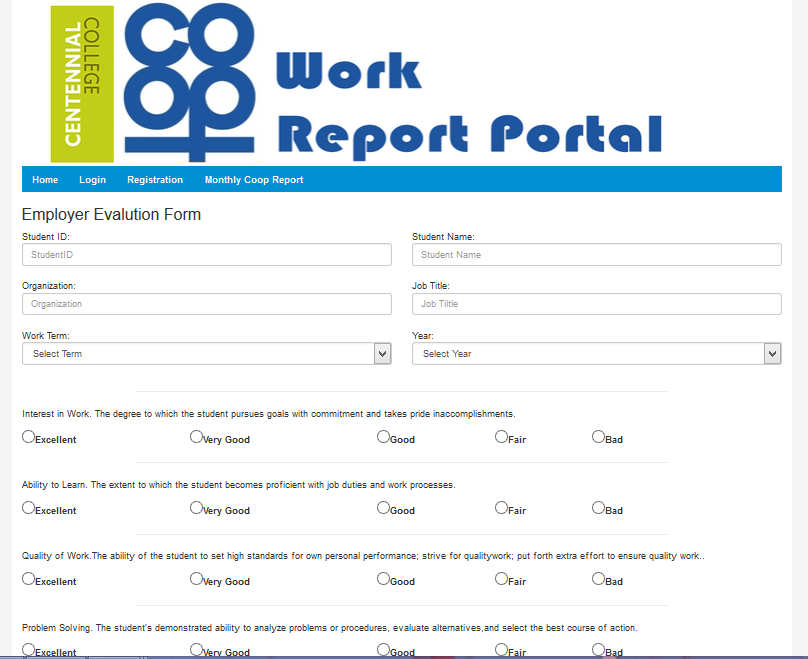 CENTENNIAL
COLLEGE
coop
Work
Report Portal
Home Login Registration Monthly Coop Report
Employer Evalution Form
Student ID: Student Name:
StudentID Student Name
Organization: Job Title:
Organization Job Tiltle
Work Term: Year:
Select Term Select Year
Interest in Work. The degree to which the student pursues goals with commitment and takes pride inaccomplishments.
Excellent Very Good Good Fair Bad
Ability to Learn. The extent to which the student becomes proficient with job duties and work processes.
Excellent Very Good Good Fair Bad
Quality of Work.The ability of the student to set high standards for own personal performance; strive for qualitywork; put forth extra effort to ensure quality work..
Excellent Very Good Good Fair Bad
Problem Solving. The student's demonstrated ability to analyze problems or procedures, evaluate alternatives,and select the best course of action.
Excellent Very Good Good Fair Bad